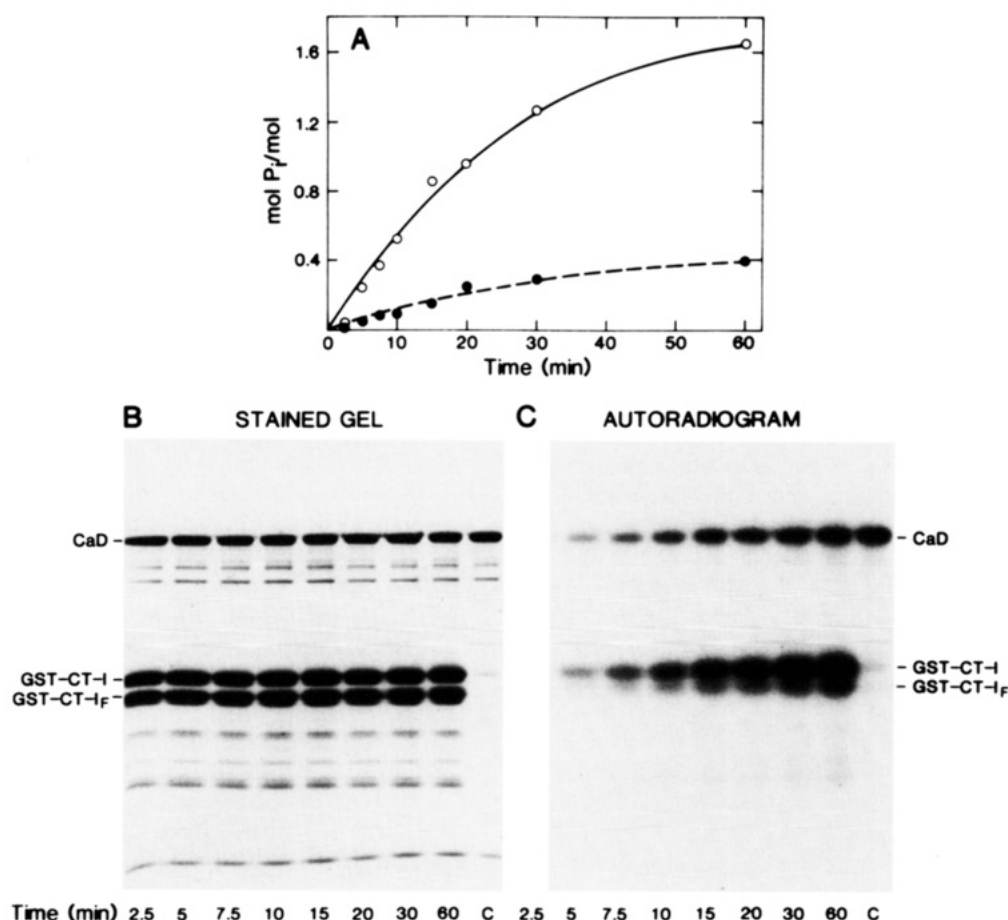 A
mol Pi/mol
1.6
1.2
0.8
0.4
0 10 20 30 40 50 60
Time (min)
B STAINED GEL
C AUTORADIOGRAM
CaD –
– CaD
GST-CT-I –
GST-CT-IF –
– GST-CT-I
– GST-CT-IF
Time (min) 2.5 5 7.5 10 15 20 30 60 C
2.5 5 7.5 10 15 20 30 60 C